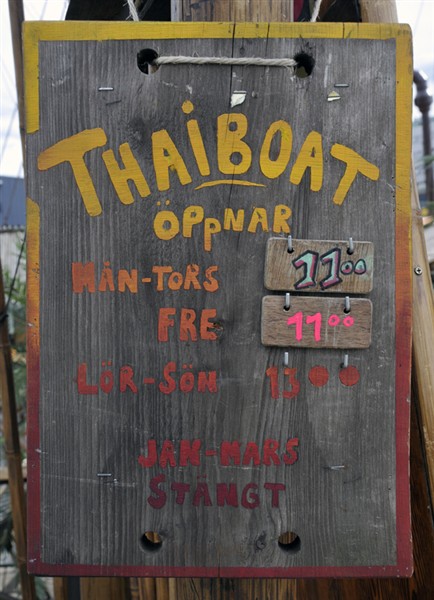 THAIBOAT
ÖPPNAR
MÅN-TORS 11⁰⁰
FRE 11⁰⁰
LÖR-SÖN 13⁰⁰
JAN-MARS
STÄNGT